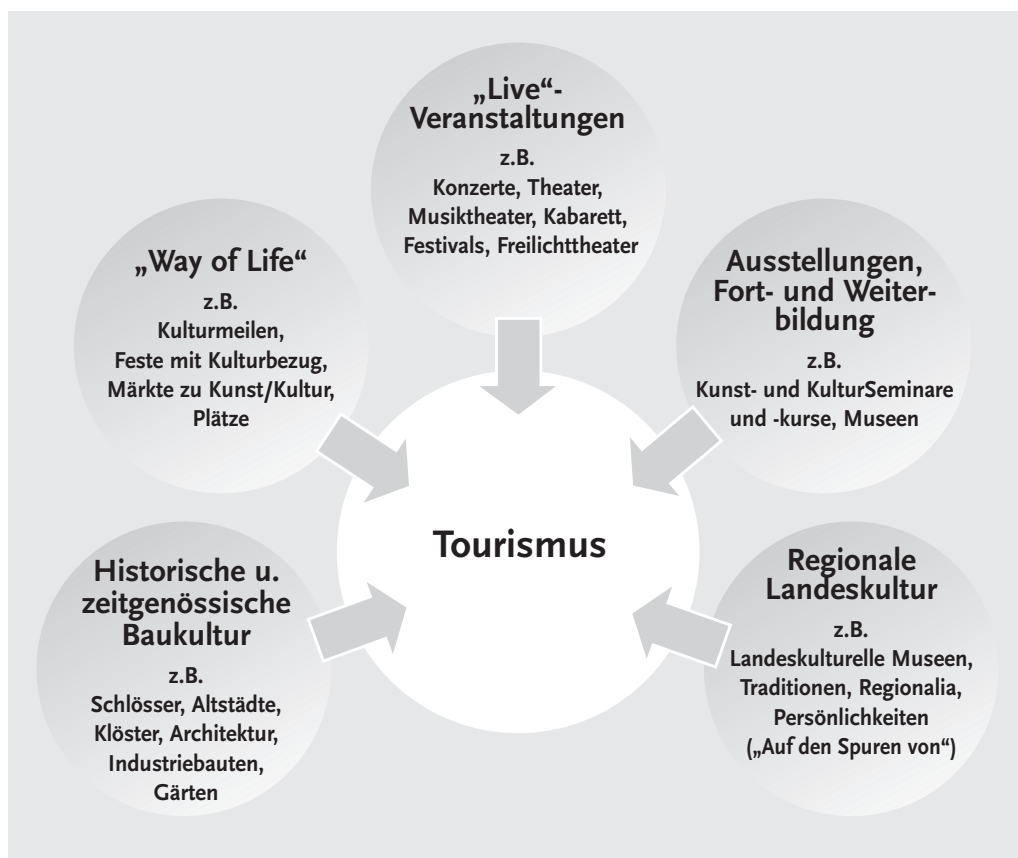 „Live“-
Veranstaltungen
z.B.
Konzerte, Theater,
Musiktheater, Kabarett,
Festivals, Freilichttheater
„Way of Life“
z.B.
Kulturmeilen,
Feste mit Kulturbezug,
Märkte zu Kunst/Kultur,
Plätze
Ausstellungen,
Fort- und Weiter-
bildung
z.B.
Kunst- und KulturSeminare
und -kurse, Museen
Tourismus
Historische u.
zeitgenössische
Baukultur
z.B.
Schlösser, Altstädte,
Klöster, Architektur,
Industriebauten,
Gärten
Regionale
Landeskultur
z.B.
Landeskulturelle Museen,
Traditionen, Regionalia,
Persönlichkeiten
(„Auf den Spuren von“)